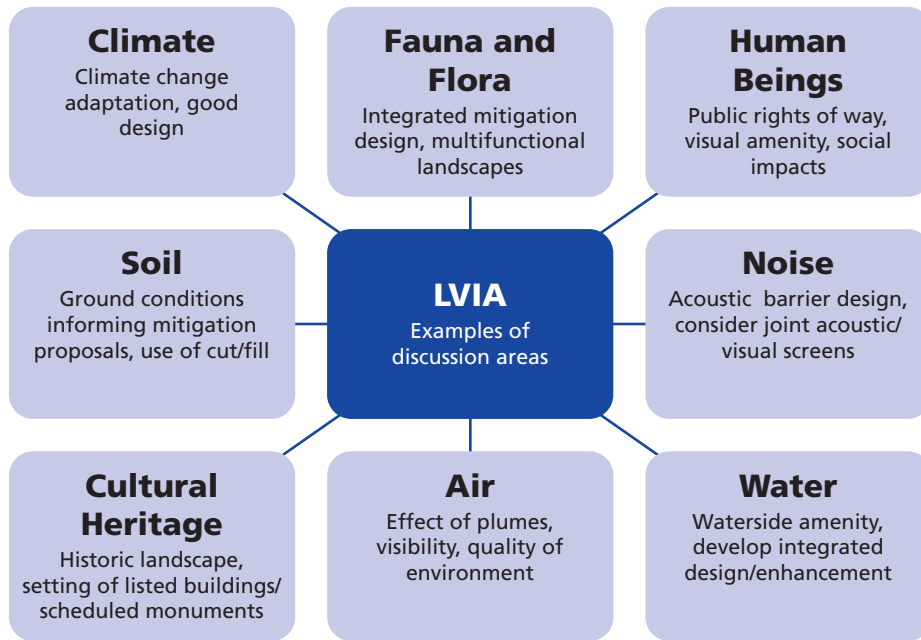 Climate
Climate change
adaptation, good
design
Fauna and
Flora
Integrated mitigation
design, multifunctional
landscapes
Human
Beings
Public rights of way,
visual amenity, social
impacts
Soil
Ground conditions
informing mitigation
proposals, use of cut/fill
LVIA
Examples of
discussion areas
Noise
Acoustic barrier design,
consider joint acoustic/
visual screens
Cultural
Heritage
Historic landscape,
setting of listed buildings/
scheduled monuments
Air
Effect of plumes,
visibility, quality of
environment
Water
Waterside amenity,
develop integrated
design/enhancement